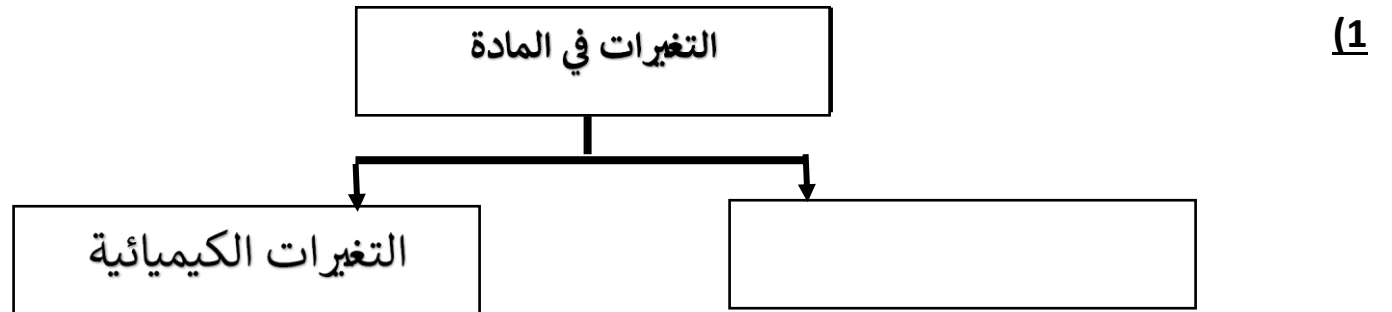 (1
التغيرات في المادة
التغيرات الكيميائية